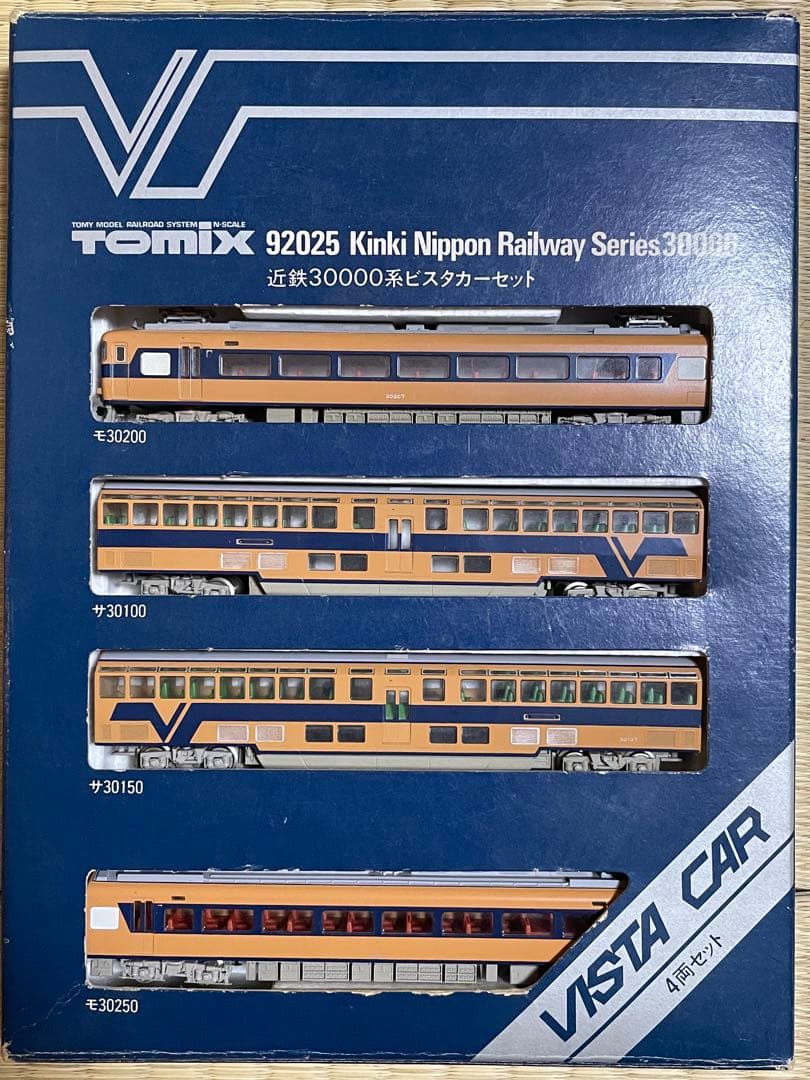 TOMY MODEL RAILROAD SYSTEM N-SCALE
TOMIX 92025 Kinki Nippon Railway Series 30000
近鉄30000系ビスタカーセット
30207
モ30200
サ30100
30157
サ30150
モ30250
VISTA CAR
4両セット